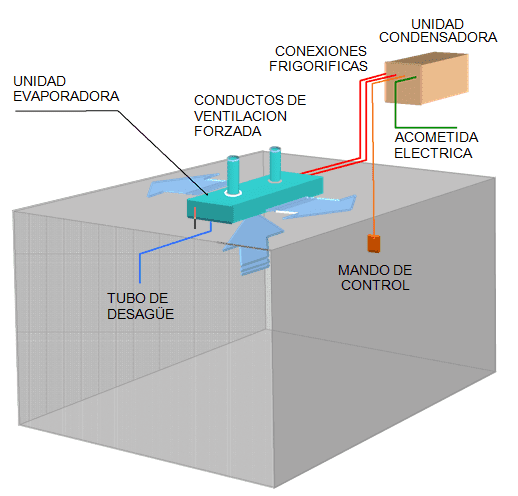 UNIDAD
CONDENSADORA
CONEXIONES
FRIGORIFICAS
UNIDAD
EVAPORADORA
CONDUCTOS DE
VENTILACION
FORZADA
ACOMETIDA
ELECTRICA
MANDO DE
CONTROL
TUBO DE
DESAGÜE